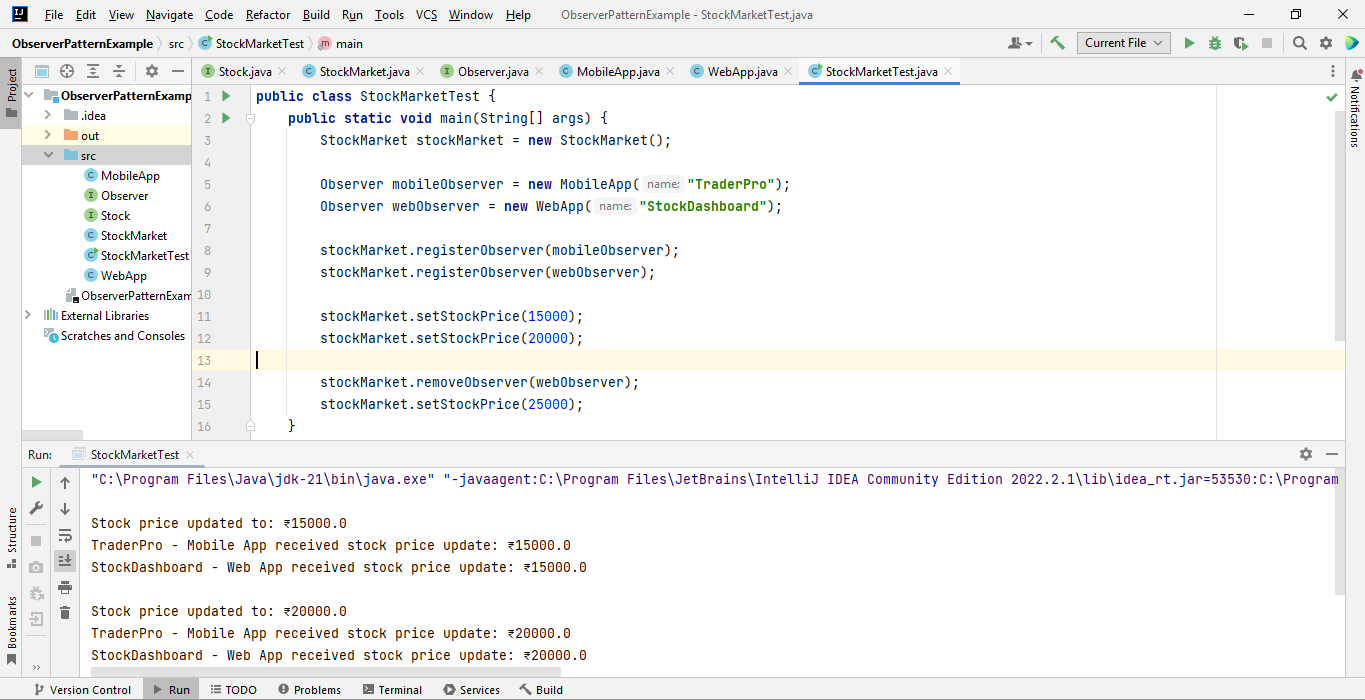 File Edit View Navigate Code Refactor Build Run Tools VCS Window Help ObserverPatternExample - StockMarketTest.java
ObserverPatternExample src StockMarketTest main Current File
Project
Stock.java StockMarket.java Observer.java MobileApp.java WebApp.java StockMarketTest.java
Notifications
ObserverPatternExamp
.idea
out
src
MobileApp
Observer
Stock
StockMarket
StockMarketTest
WebApp
ObserverPatternExam
External Libraries
Scratches and Consoles
1 public class StockMarketTest {
2 public static void main(String[] args) {
3 StockMarket stockMarket = new StockMarket();
4
5 Observer mobileObserver = new MobileApp( name: "TraderPro");
6 Observer webObserver = new WebApp( name: "StockDashboard");
7
8 stockMarket.registerObserver(mobileObserver);
9 stockMarket.registerObserver(webObserver);
10
11 stockMarket.setStockPrice(15000);
12 stockMarket.setStockPrice(20000);
13
14 stockMarket.removeObserver(webObserver);
15 stockMarket.setStockPrice(25000);
16 }
Run: StockMarketTest
"C:\Program Files\Java\jdk-21\bin\java.exe" "-javaagent:C:\Program Files\JetBrains\IntelliJ IDEA Community Edition 2022.2.1\lib\idea_rt.jar=53530:C:\Program
Stock price updated to: ₹15000.0
TraderPro - Mobile App received stock price update: ₹15000.0
StockDashboard - Web App received stock price update: ₹15000.0
Stock price updated to: ₹20000.0
TraderPro - Mobile App received stock price update: ₹20000.0
StockDashboard - Web App received stock price update: ₹20000.0
Structure
Bookmarks
Version Control Run TODO Problems Terminal Services Build